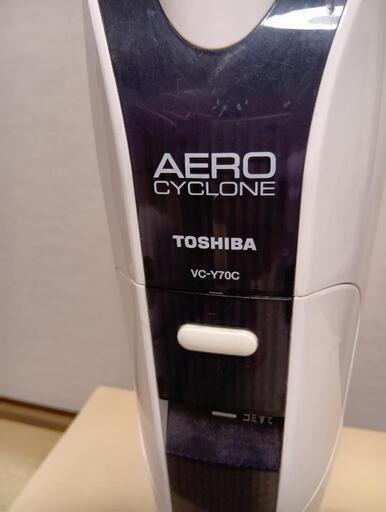 AERO
CYCLONE
TOSHIBA
VC-Y70C